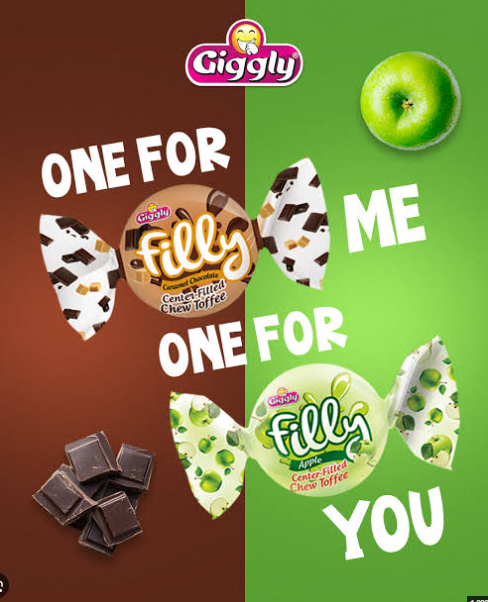 Giggly
ONE FOR
ME
Giggly
Filly
Caramel Chocolate
Center-Filled
Chew Toffee
ONE FOR
Giggly
Filly
Apple
Center-Filled
Chew Toffee
YOU